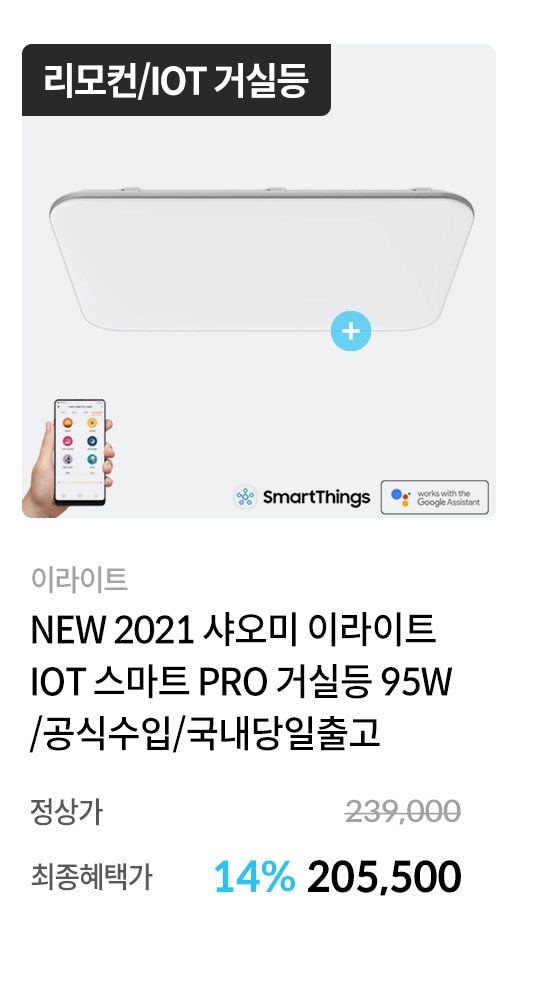 리모컨/IOT 거실등
SmartThings
works with the
Google Assistant
이라이트
NEW 2021 샤오미 이라이트
IOT 스마트 PRO 거실등 95W
/공식수입/국내당일출고
정상가 239,000
최종혜택가 14% 205,500